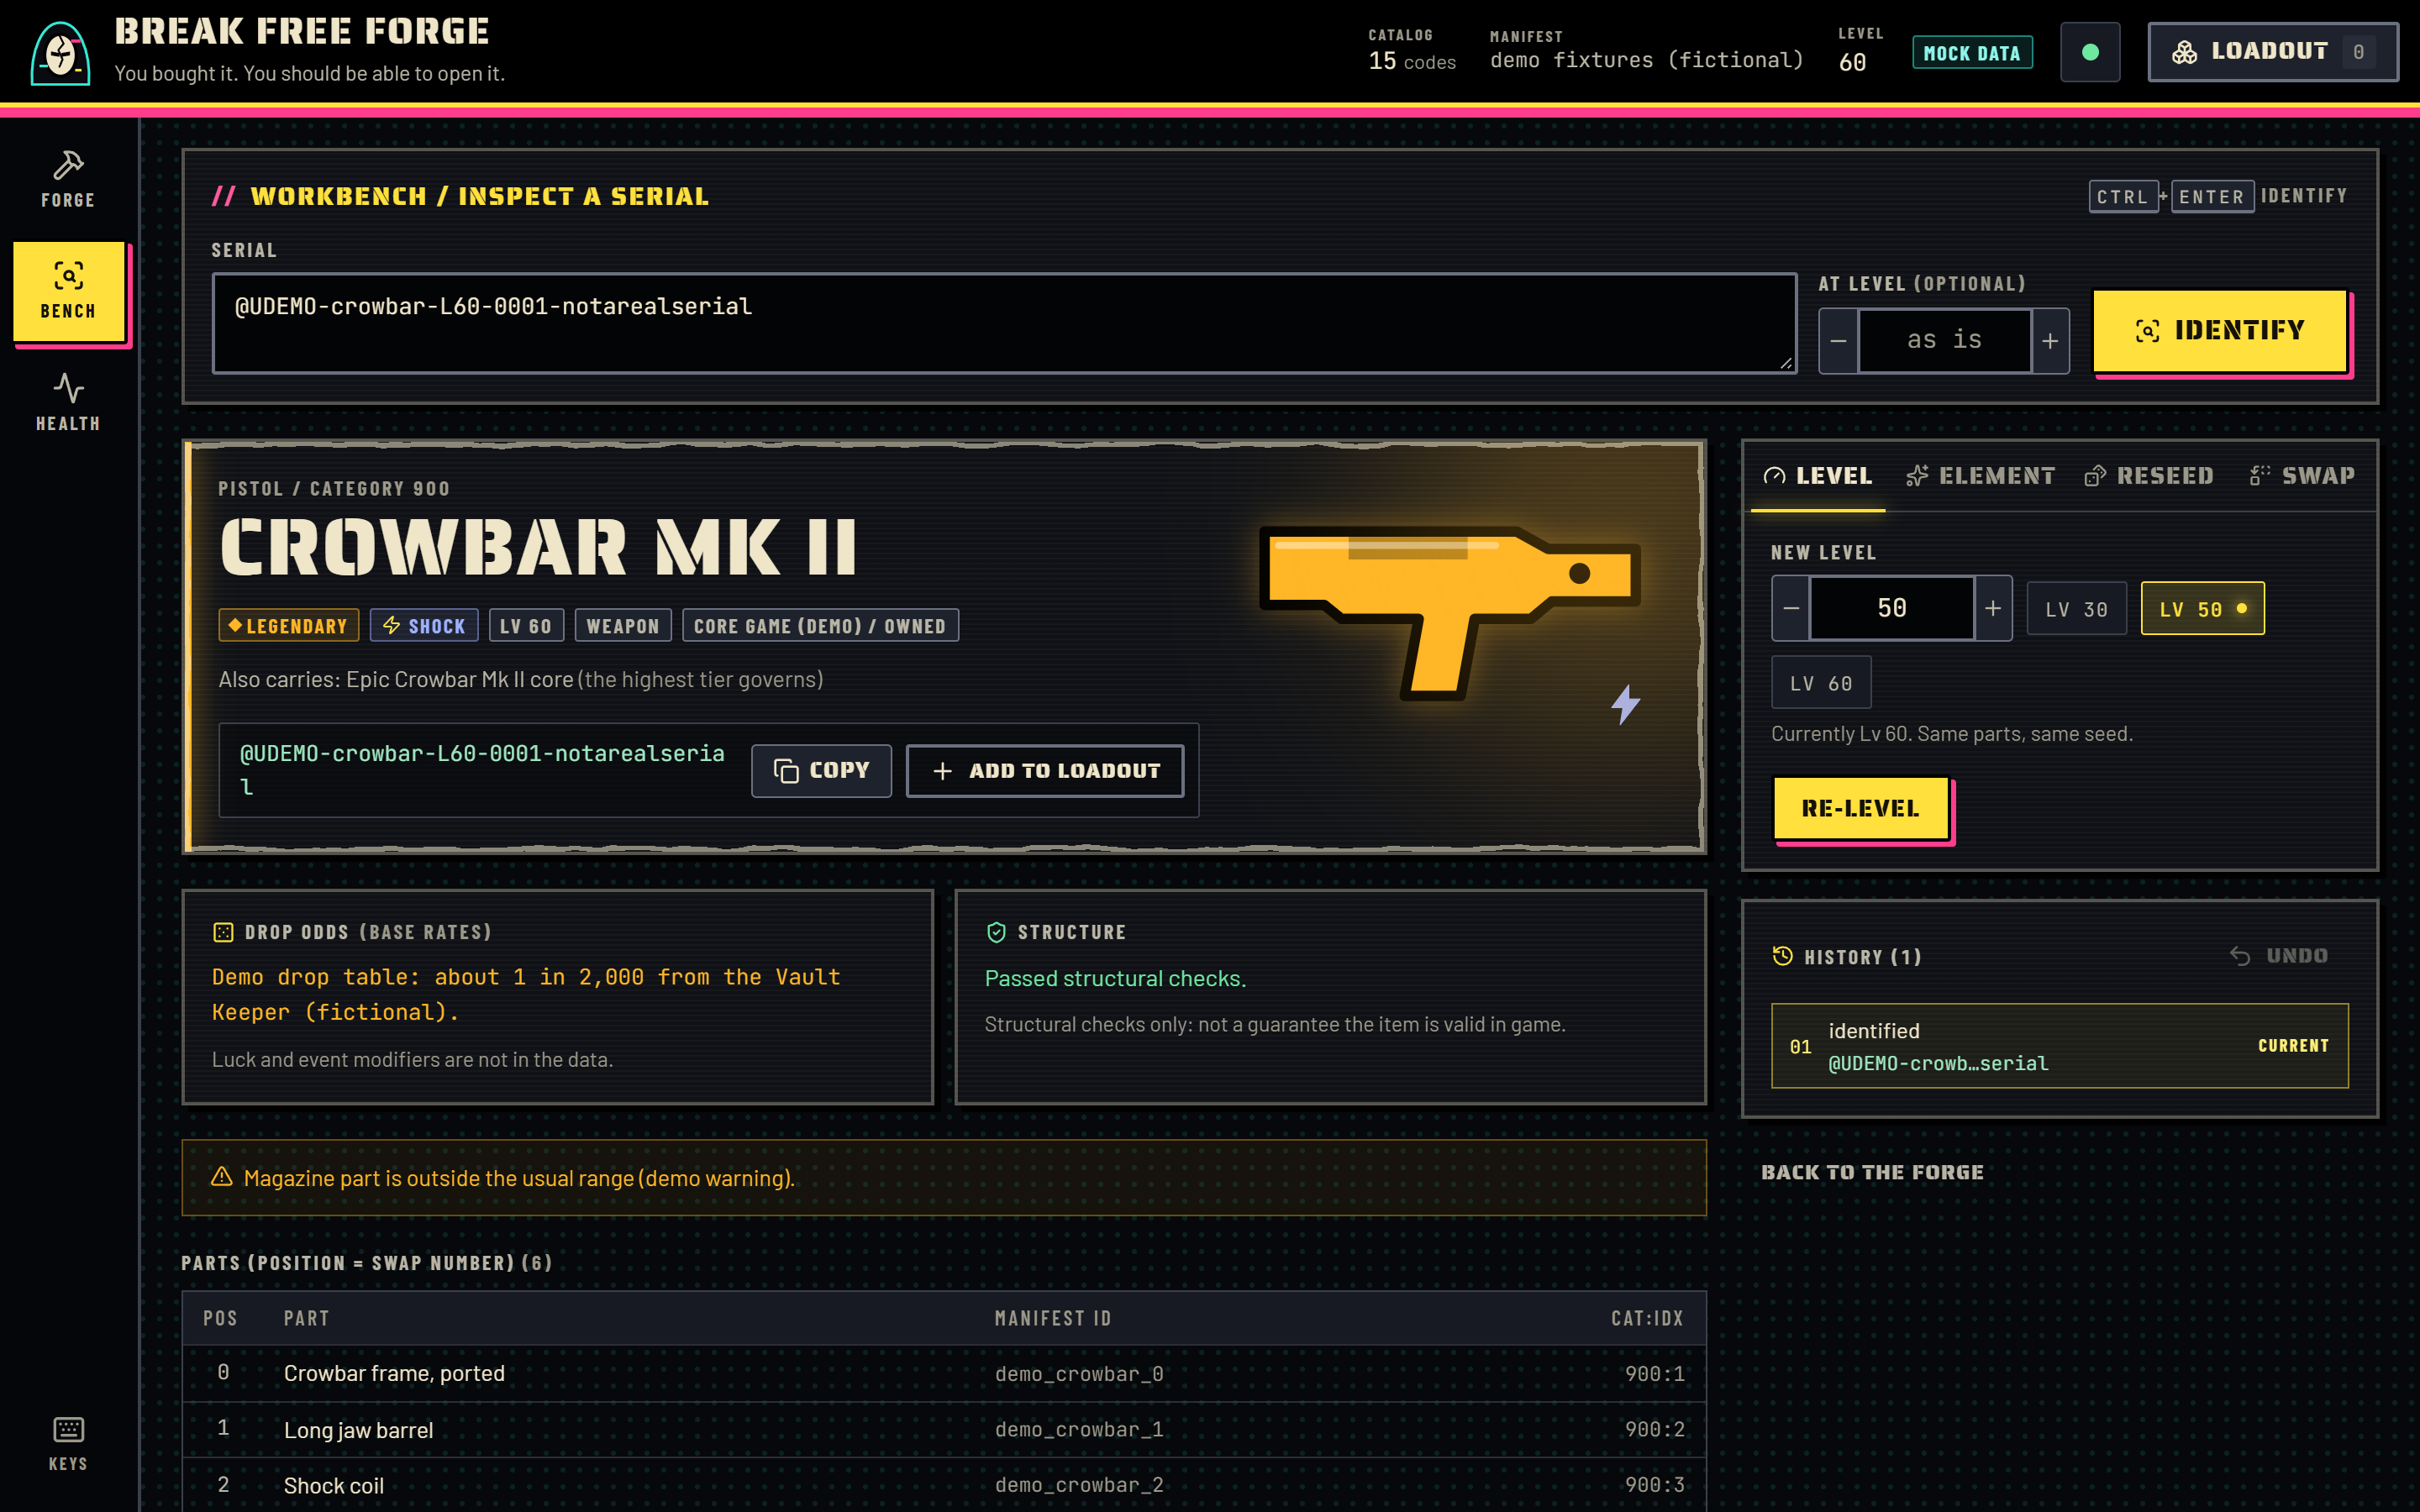 BREAK FREE FORGE
You bought it. You should be able to open it.
CATALOG
15 codes
MANIFEST
demo fixtures (fictional)
LEVEL
60
MOCK DATA
LOADOUT 0
FORGE
BENCH
HEALTH
KEYS
// WORKBENCH / INSPECT A SERIAL
CTRL + ENTER IDENTIFY
SERIAL
@UDEMO-crowbar-L60-0001-notarealserial
AT LEVEL (OPTIONAL)
− as is +
IDENTIFY
PISTOL / CATEGORY 900
CROWBAR MK II
LEGENDARY SHOCK LV 60 WEAPON CORE GAME (DEMO) / OWNED
Also carries: Epic Crowbar Mk II core (the highest tier governs)
@UDEMO-crowbar-L60-0001-notarealseria
l
COPY
+ ADD TO LOADOUT
LEVEL ELEMENT RESEED SWAP
NEW LEVEL
− 50 + LV 30 LV 50
LV 60
Currently Lv 60. Same parts, same seed.
RE-LEVEL
DROP ODDS (BASE RATES)
Demo drop table: about 1 in 2,000 from the Vault
Keeper (fictional).
Luck and event modifiers are not in the data.
STRUCTURE
Passed structural checks.
Structural checks only: not a guarantee the item is valid in game.
HISTORY (1) UNDO
01 identified
@UDEMO-crowb…serial
CURRENT
BACK TO THE FORGE
Magazine part is outside the usual range (demo warning).
PARTS (POSITION = SWAP NUMBER) (6)
POS PART MANIFEST ID CAT:IDX
0 Crowbar frame, ported demo_crowbar_0 900:1
1 Long jaw barrel demo_crowbar_1 900:2
2 Shock coil demo_crowbar_2 900:3